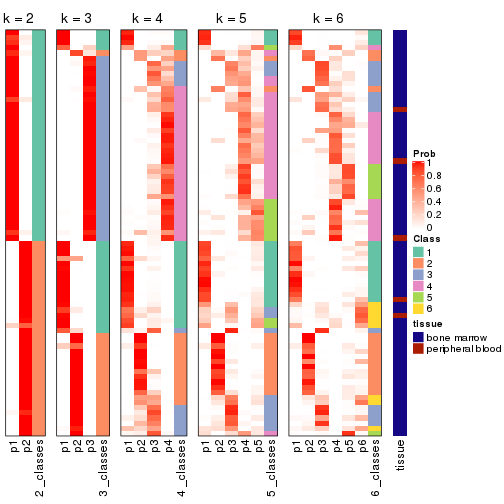 k = 2 k = 3 k = 4 k = 5 k = 6
Prob
1
0.8
0.6
0.4
0.2
0
Class
1
2
3
4
5
6
tissue
bone marrow
peripheral blood
p1 p2 2_classes p1 p2 p3 3_classes p1 p2 p3 p4 4_classes p1 p2 p3 p4 p5 5_classes p1 p2 p3 p4 p5 p6 6_classes tissue